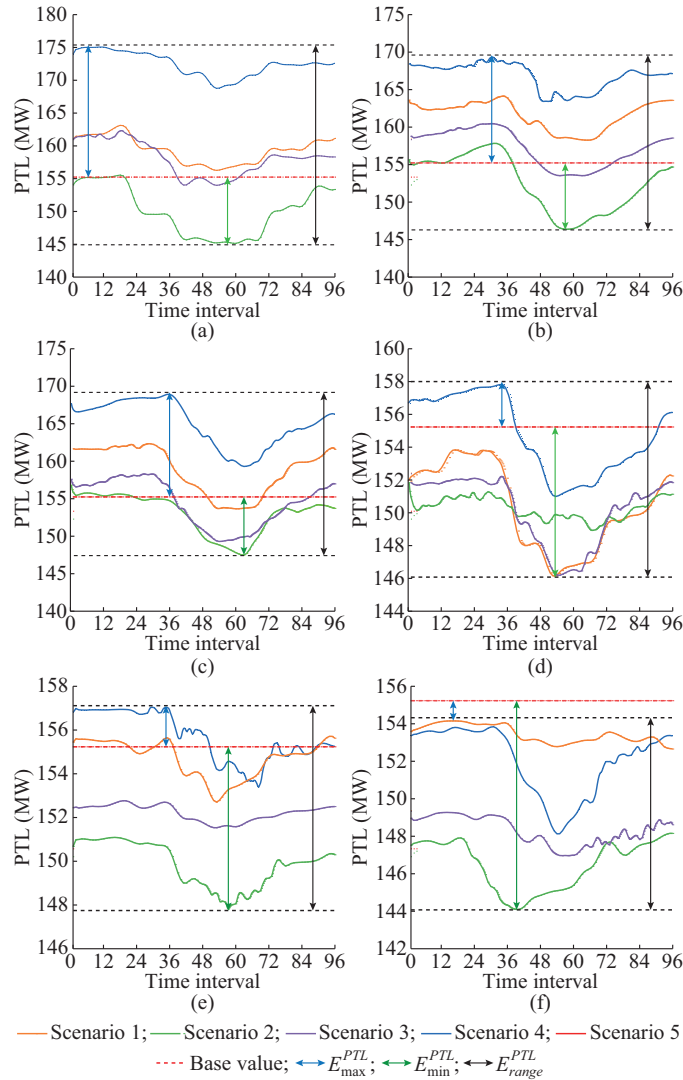 180
175
170
165
160
155
150
145
140
PTL (MW)
0 12 24 36 48 60 72 84 96
Time interval
(a)
175
170
165
160
155
150
145
140
PTL (MW)
0 12 24 36 48 60 72 84 96
Time interval
(b)
175
170
165
160
155
150
145
140
PTL (MW)
0 12 24 36 48 60 72 84 96
Time interval
(c)
160
158
156
154
152
150
148
146
144
PTL (MW)
0 12 24 36 48 60 72 84 96
Time interval
(d)
158
156
154
152
150
148
146
PTL (MW)
0 12 24 36 48 60 72 84 96
Time interval
(e)
156
154
152
150
148
146
144
142
PTL (MW)
0 12 24 36 48 60 72 84 96
Time interval
(f)
Scenario 1; Scenario 2; Scenario 3; Scenario 4; Scenario 5
Base value; E_max^PTL; E_min^PTL; E_range^PTL